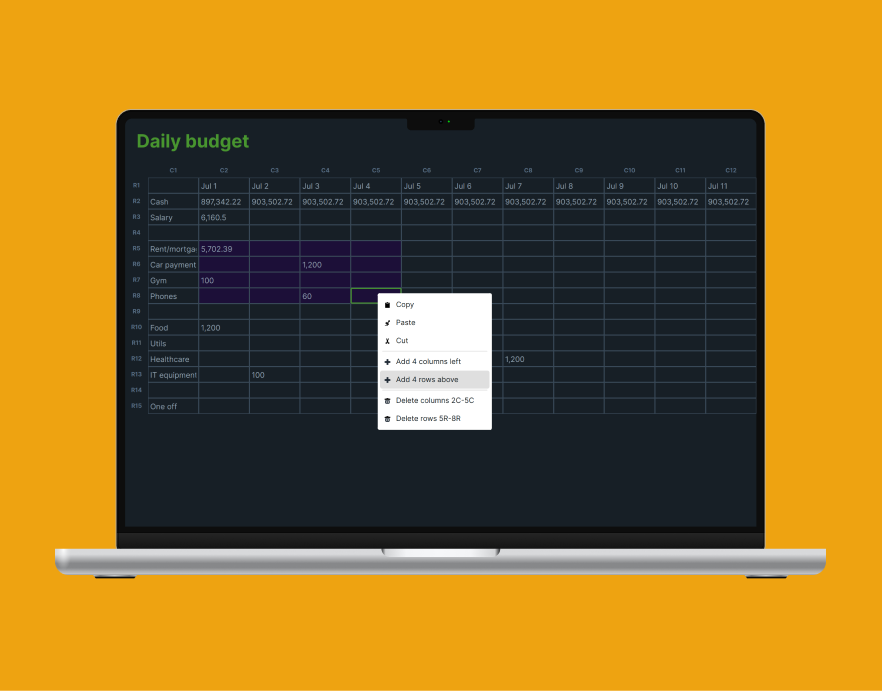 Daily budget
C1 C2 C3 C4 C5 C6 C7 C8 C9 C10 C11 C12
R1 Jul 1 Jul 2 Jul 3 Jul 4 Jul 5 Jul 6 Jul 7 Jul 8 Jul 9 Jul 10 Jul 11
R2 Cash 897,342.22 903,502.72 903,502.72 903,502.72 903,502.72 903,502.72 903,502.72 903,502.72 903,502.72 903,502.72 903,502.72
R3 Salary 6,160.5
R4
R5 Rent/mortga 5,702.39
R6 Car payment 1,200
R7 Gym 100
R8 Phones 60
R9
Copy
R10 Food 1,200
Paste
R11 Utils
Cut
R12 Healthcare 1,200
Add 4 columns left
R13 IT equipment 100
Add 4 rows above
R14
Delete columns 2C-5C
R15 One off
Delete rows 5R-8R